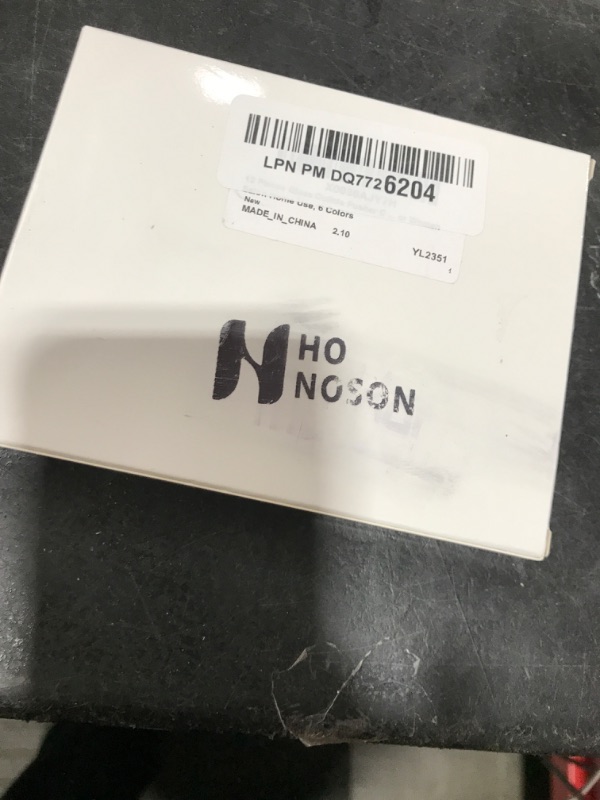 LPN PM DQ7726204
Home Use, 6 Colors
New
MADE_IN_CHINA 2.10 YL2351
1
HO
NOSON